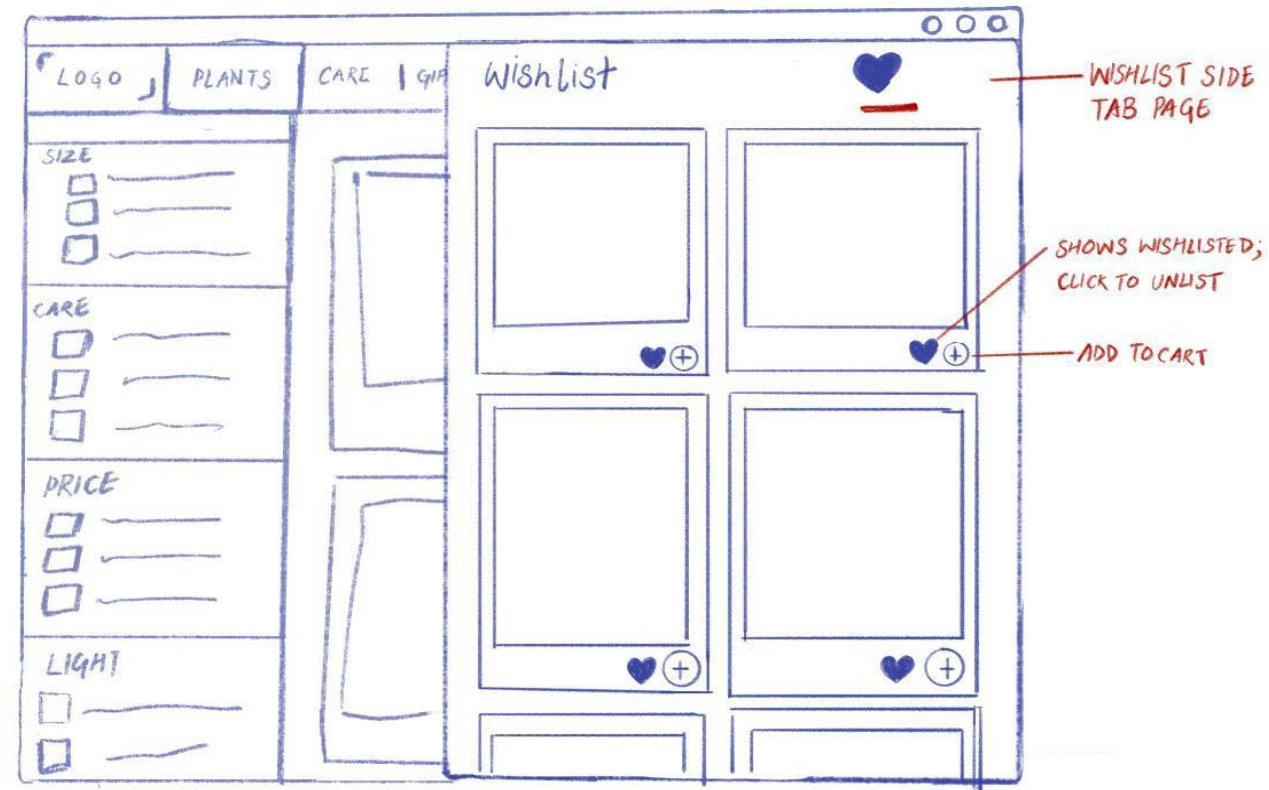 LOGO
PLANTS
CARE
GIF
Wishlist
WISHLIST SIDE
TAB PAGE
SIZE
SHOWS WISHLISTED;
CLICK TO UNLIST
CARE
ADD TO CART
PRICE
LIGHT